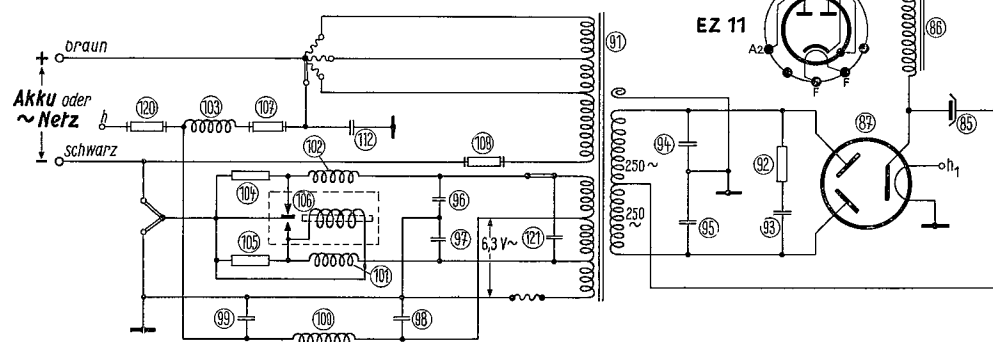 EZ 11
86
A2
F
F
+
braun
Akku oder
~ Netz
h
120
103
107
112
-
schwarz
108
91
102
104
106
105
101
96
97
6,3 V~
121
99
100
98
250 ~
250
~
94
95
92
93
87
85
h1